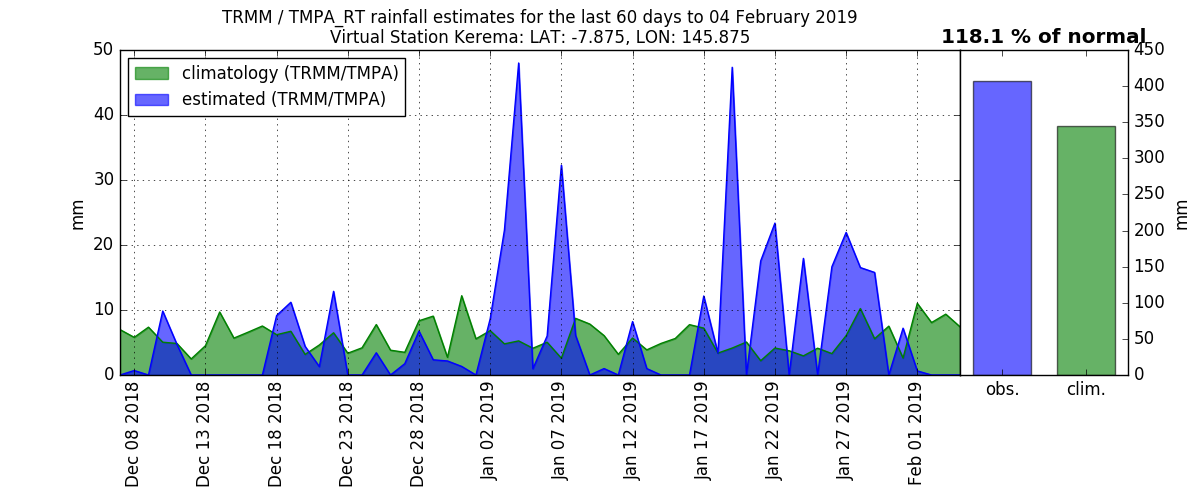 TRMM / TMPA_RT rainfall estimates for the last 60 days to 04 February 2019
Virtual Station Kerema: LAT: -7.875, LON: 145.875
118.1 % of normal
climatology (TRMM/TMPA)
estimated (TRMM/TMPA)
50
40
30
20
10
0
mm
Dec 08 2018
Dec 13 2018
Dec 18 2018
Dec 23 2018
Dec 28 2018
Jan 02 2019
Jan 07 2019
Jan 12 2019
Jan 17 2019
Jan 22 2019
Jan 27 2019
Feb 01 2019
450
400
350
300
250
200
150
100
50
0
mm
obs.
clim.